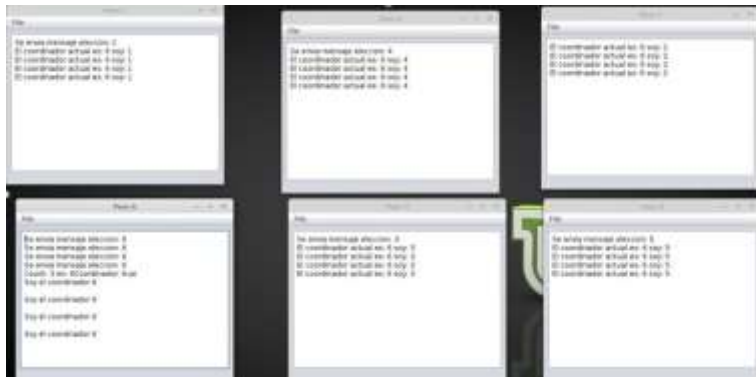 File
Se envia mensaje eleccion: 1
El coordinador actual es: 6 soy: 1
El coordinador actual es: 6 soy: 1
El coordinador actual es: 6 soy: 1
El coordinador actual es: 6 soy: 1
File
Se envia mensaje eleccion: 4
El coordinador actual es: 6 soy: 4
El coordinador actual es: 6 soy: 4
El coordinador actual es: 6 soy: 4
El coordinador actual es: 6 soy: 4
File
El coordinador actual es: 6 soy: 2
El coordinador actual es: 6 soy: 2
El coordinador actual es: 6 soy: 2
El coordinador actual es: 6 soy: 2
File
Se envia mensaje eleccion: 6
Se envia mensaje eleccion: 6
Se envia mensaje eleccion: 6
Se envia mensaje eleccion: 6
Soy el coordinador 6
Soy el coordinador 6
Soy el coordinador 6
Soy el coordinador 6
File
Se envia mensaje eleccion: 3
El coordinador actual es: 6 soy: 3
El coordinador actual es: 6 soy: 3
El coordinador actual es: 6 soy: 3
El coordinador actual es: 6 soy: 3
File
Se envia mensaje eleccion: 5
El coordinador actual es: 6 soy: 5
El coordinador actual es: 6 soy: 5
El coordinador actual es: 6 soy: 5
El coordinador actual es: 6 soy: 5